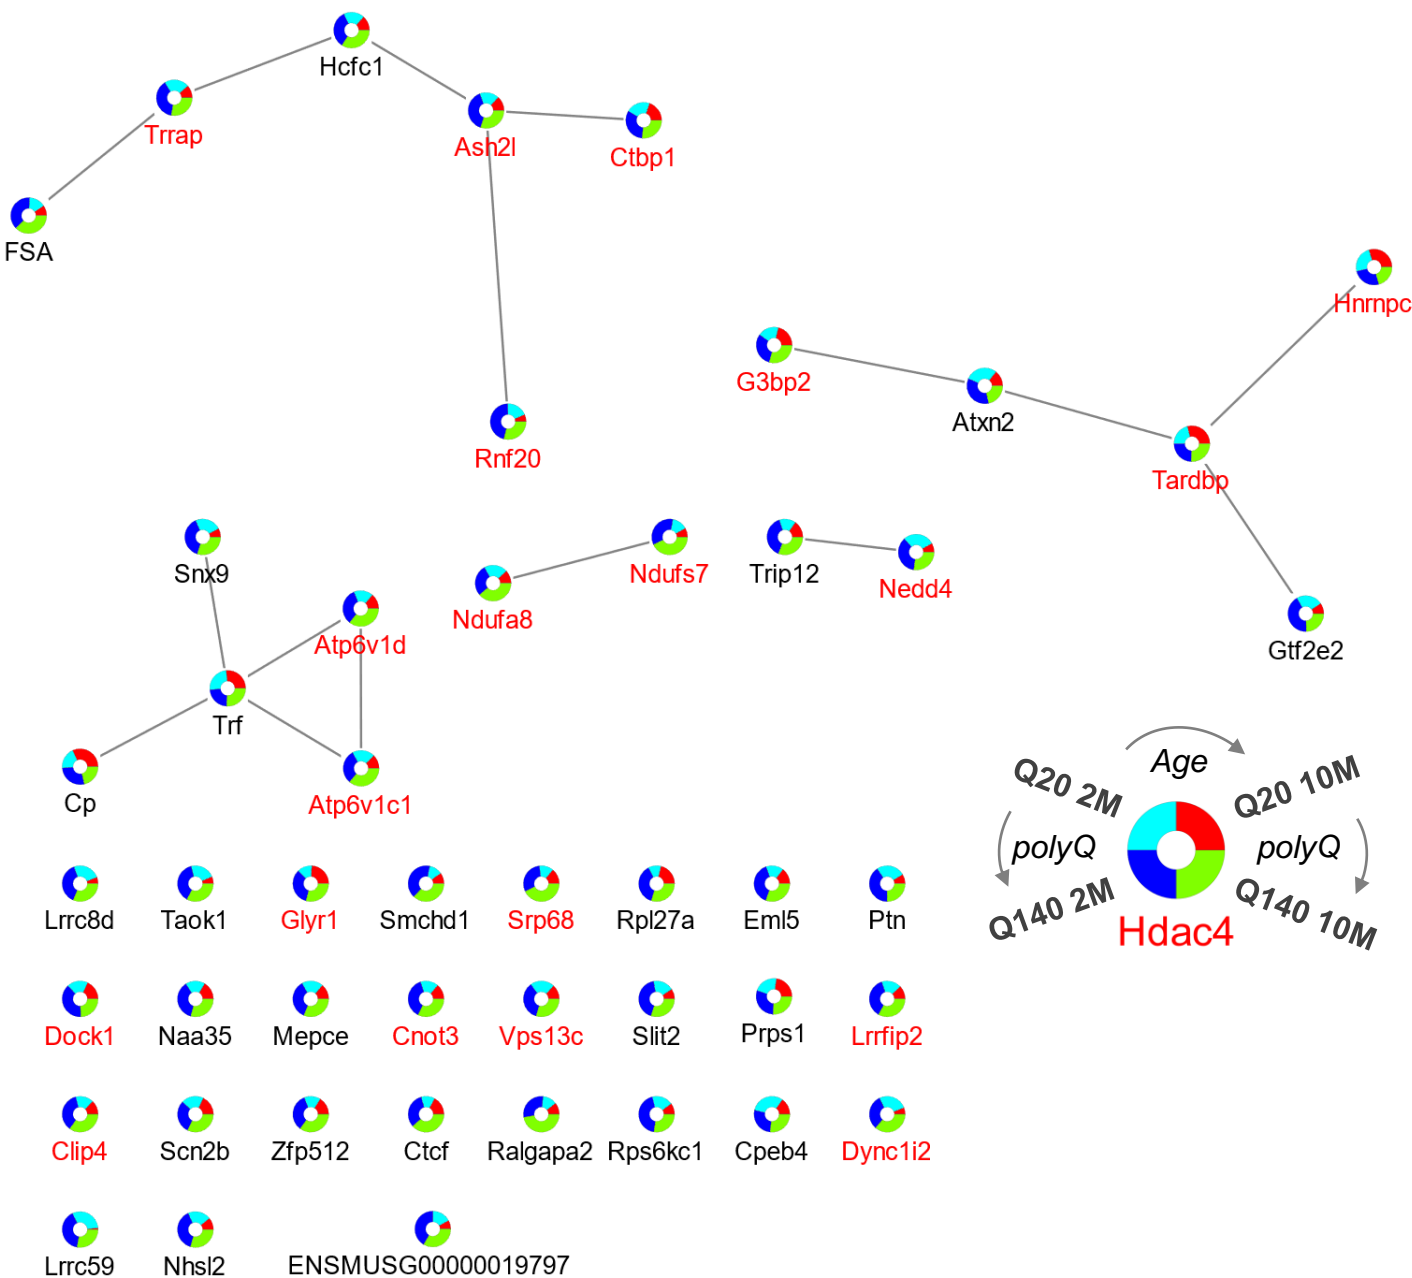 Hcfc1
Trrap
Ash2l
Ctbp1
FSA
Hnrnpc
G3bp2
Atxn2
Rnf20
Tardbp
Snx9
Ndufs7
Trip12
Nedd4
Ndufa8
Atp6v1d
Gtf2e2
Trf
Cp
Atp6v1c1
Age
Q20 2M
Q20 10M
polyQ
polyQ
Q140 2M
Q140 10M
Hdac4
Lrrc8d Taok1 Glyr1 Smchd1 Srp68 Rpl27a Eml5 Ptn
Dock1 Naa35 Mepce Cnot3 Vps13c Slit2 Prps1 Lrrfip2
Clip4 Scn2b Zfp512 Ctcf Ralgapa2 Rps6kc1 Cpeb4 Dync1i2
Lrrc59 Nhsl2 ENSMUSG00000019797